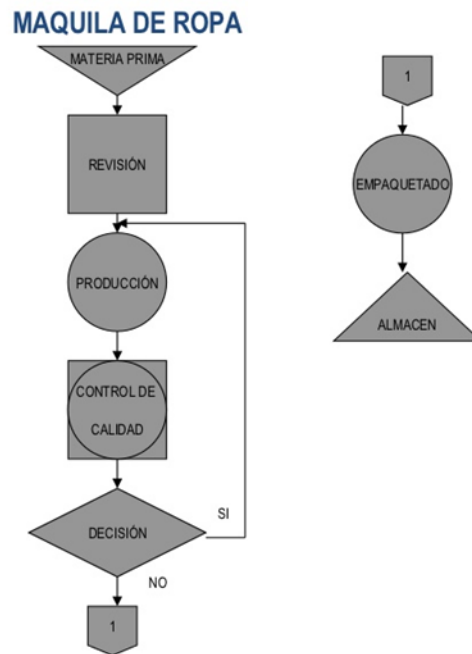 MAQUILA DE ROPA
MATERIA PRIMA
REVISIÓN
PRODUCCIÓN
CONTROL DE
CALIDAD
DECISIÓN
SI
NO
1
1
EMPAQUETADO
ALMACEN